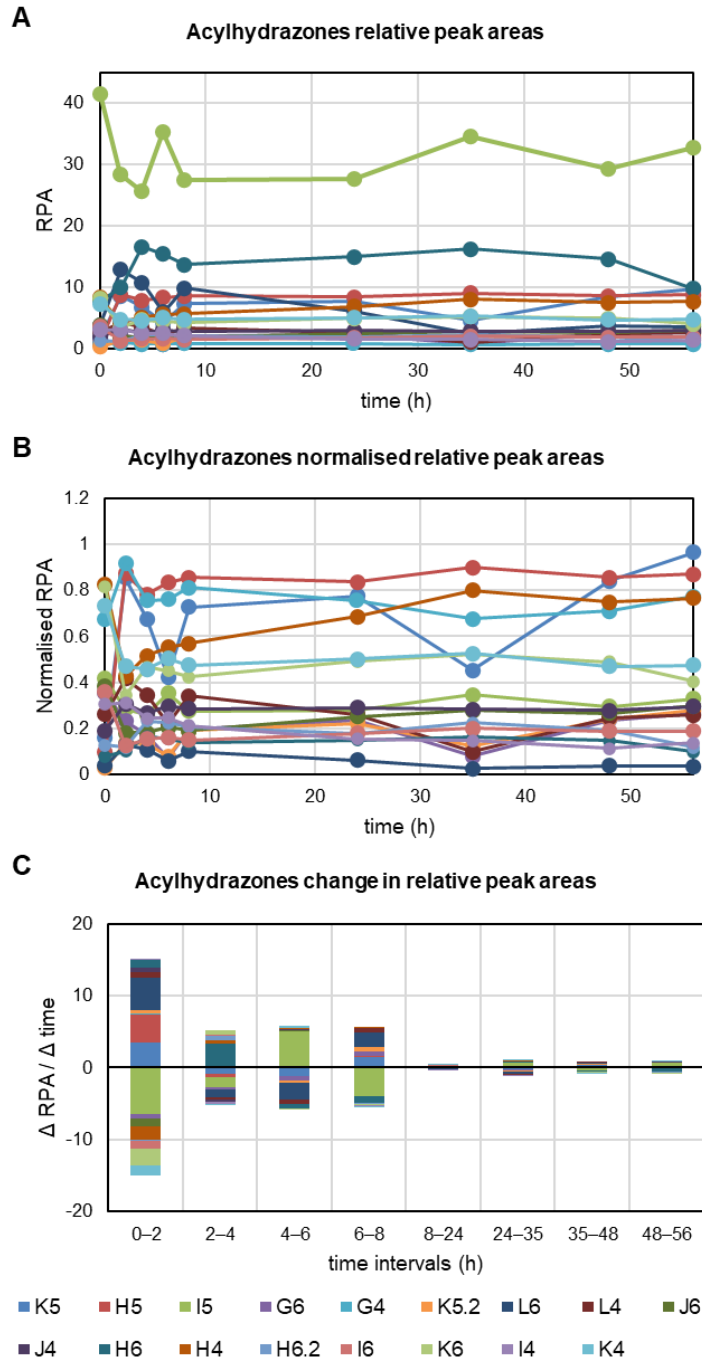 A
Acylhydrazones relative peak areas
40
30
20
10
0
RPA
0 10 20 30 40 50
time (h)
B
Acylhydrazones normalised relative peak areas
1.2
1
0.8
0.6
0.4
0.2
0
Normalised RPA
0 10 20 30 40 50
time (h)
C
Acylhydrazones change in relative peak areas
20
10
0
-10
-20
Δ RPA / Δ time
0–2 2–4 4–6 6–8 8–24 24–35 35–48 48–56
time intervals (h)
K5 H5 I5 G6 G4 K5.2 L6 L4 J6
J4 H6 H4 H6.2 I6 K6 I4 K4